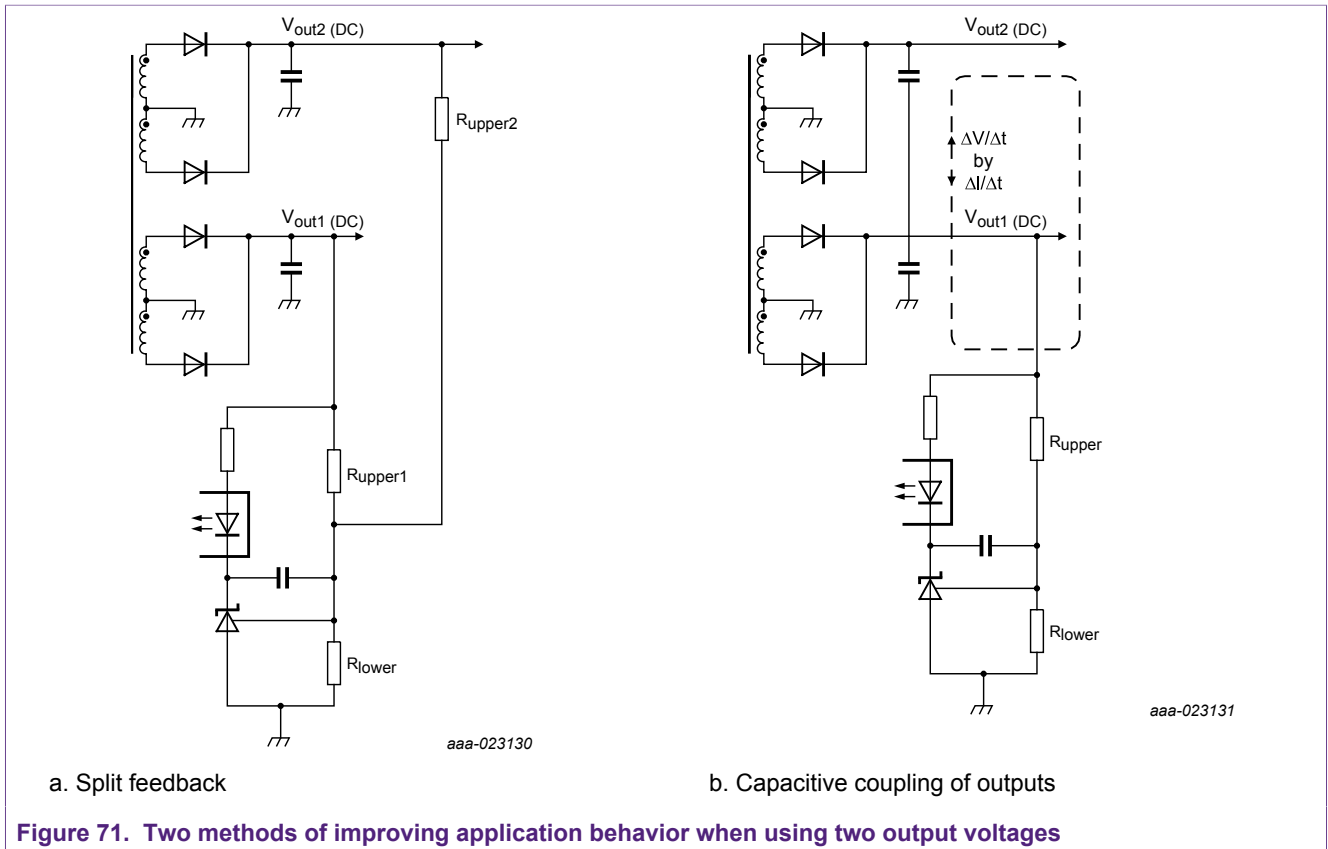 Vout2 (DC)
Rupper2
Vout1 (DC)
Rupper1
Rlower
aaa-023130
a. Split feedback
Vout2 (DC)
ΔV/Δt
by
ΔI/Δt
Vout1 (DC)
Rupper
Rlower
aaa-023131
b. Capacitive coupling of outputs
Figure 71. Two methods of improving application behavior when using two output voltages